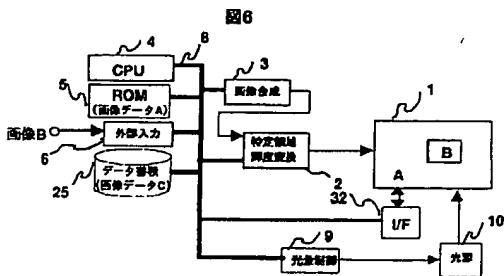 図6
4
8
CPU
3
1
5
ROM
(画像データA)
画像合成
画像B
外部入力
6
特定領域
輝度変換
B
A
データ蓄積
(画像データC)
25
2
32
I/F
10
9
光量制御
光源